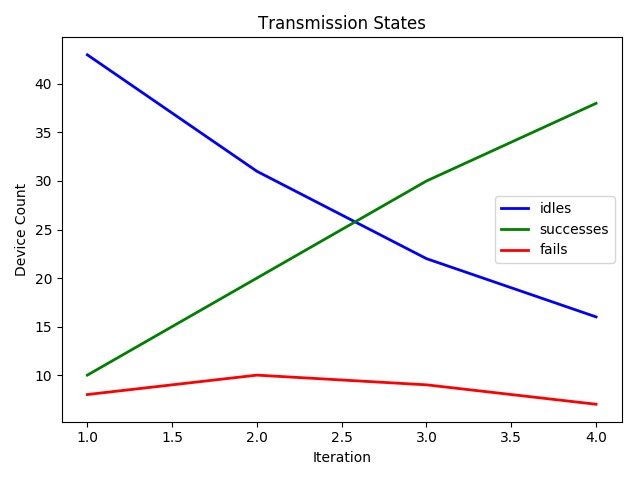 Transmission States
Device Count
40
35
30
25
20
15
10
idles
successes
fails
1.0 1.5 2.0 2.5 3.0 3.5 4.0
Iteration